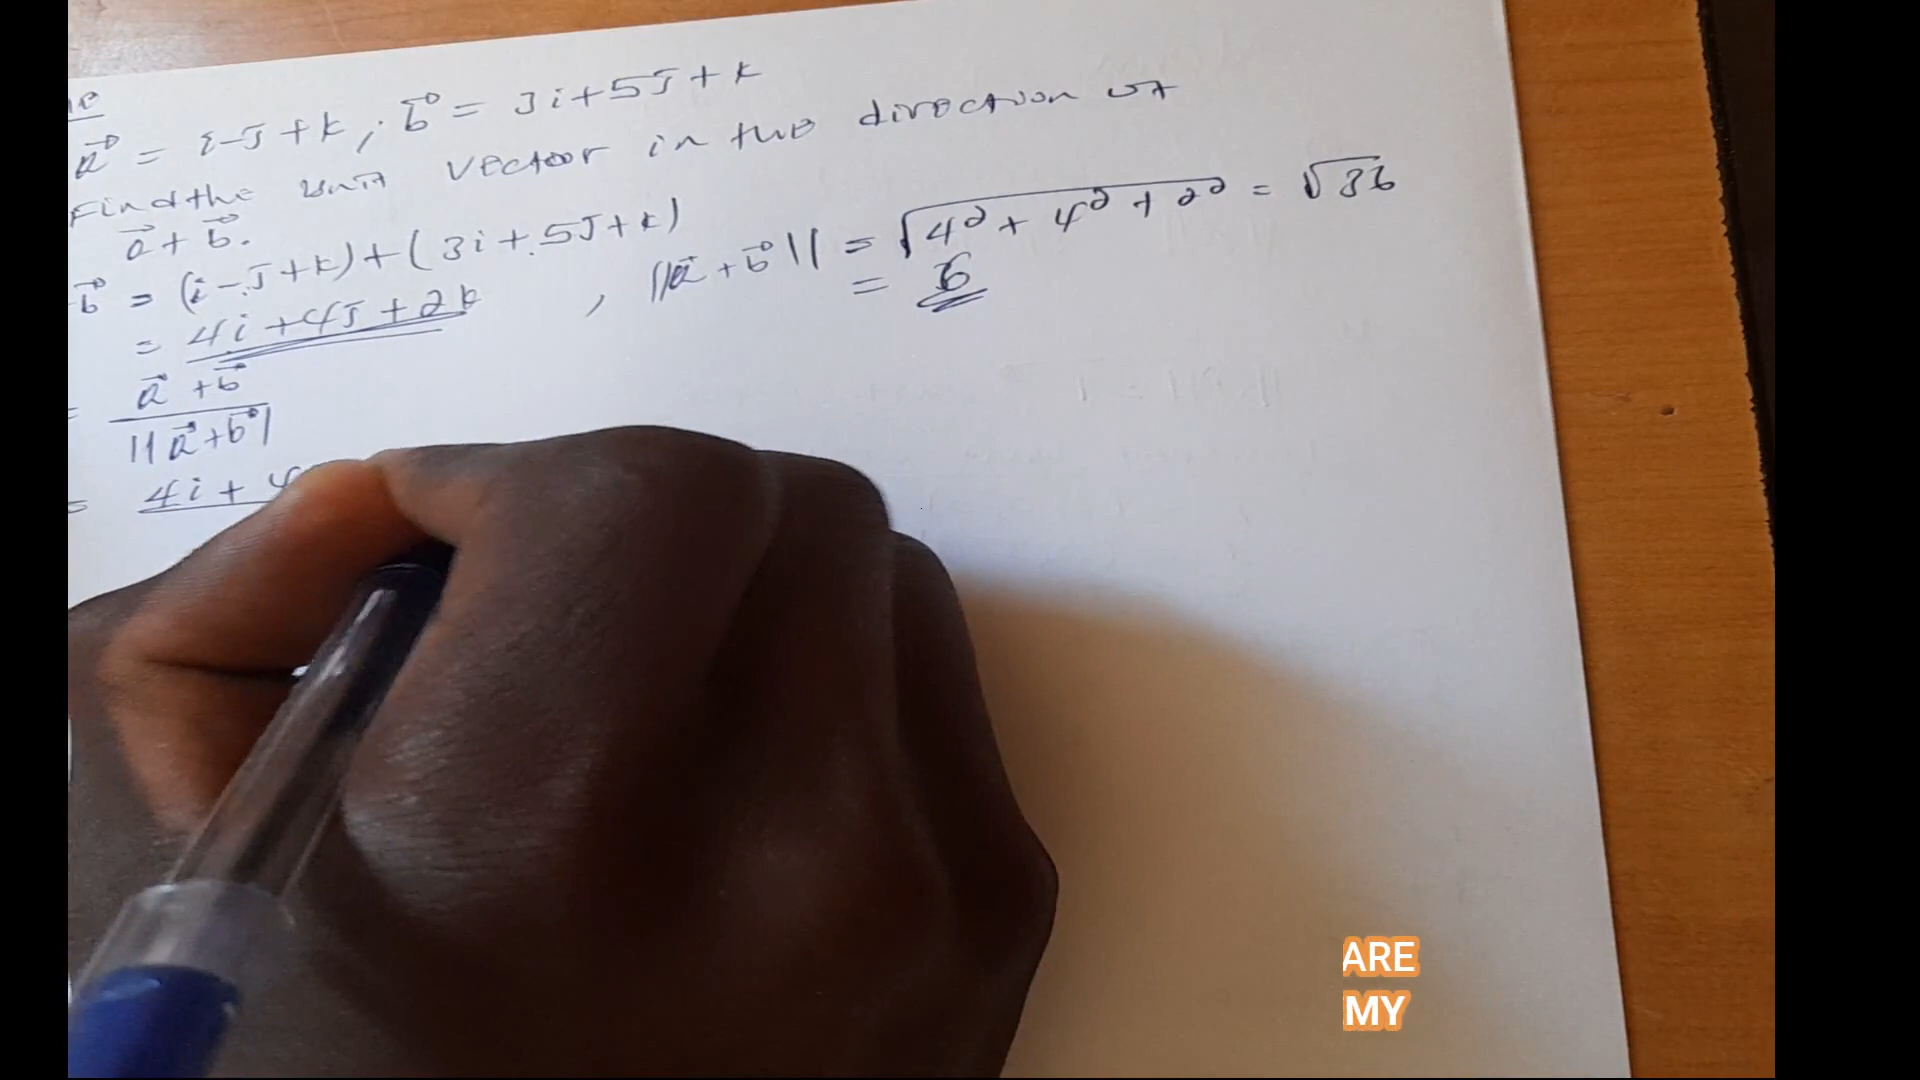 a⃗ = i-J+k, b⃗ = 3i+5J+k
Find the unit vector in the direction of
a⃗ + b⃗.
b⃗ = (i-J+k)+(3i+5J+k)
= 4i+4J+2k , ||a⃗+b⃗|| = √4²+4²+2² = √36
= 6
= a⃗+b⃗
||a⃗+b⃗|
= 4i+4
ARE
MY